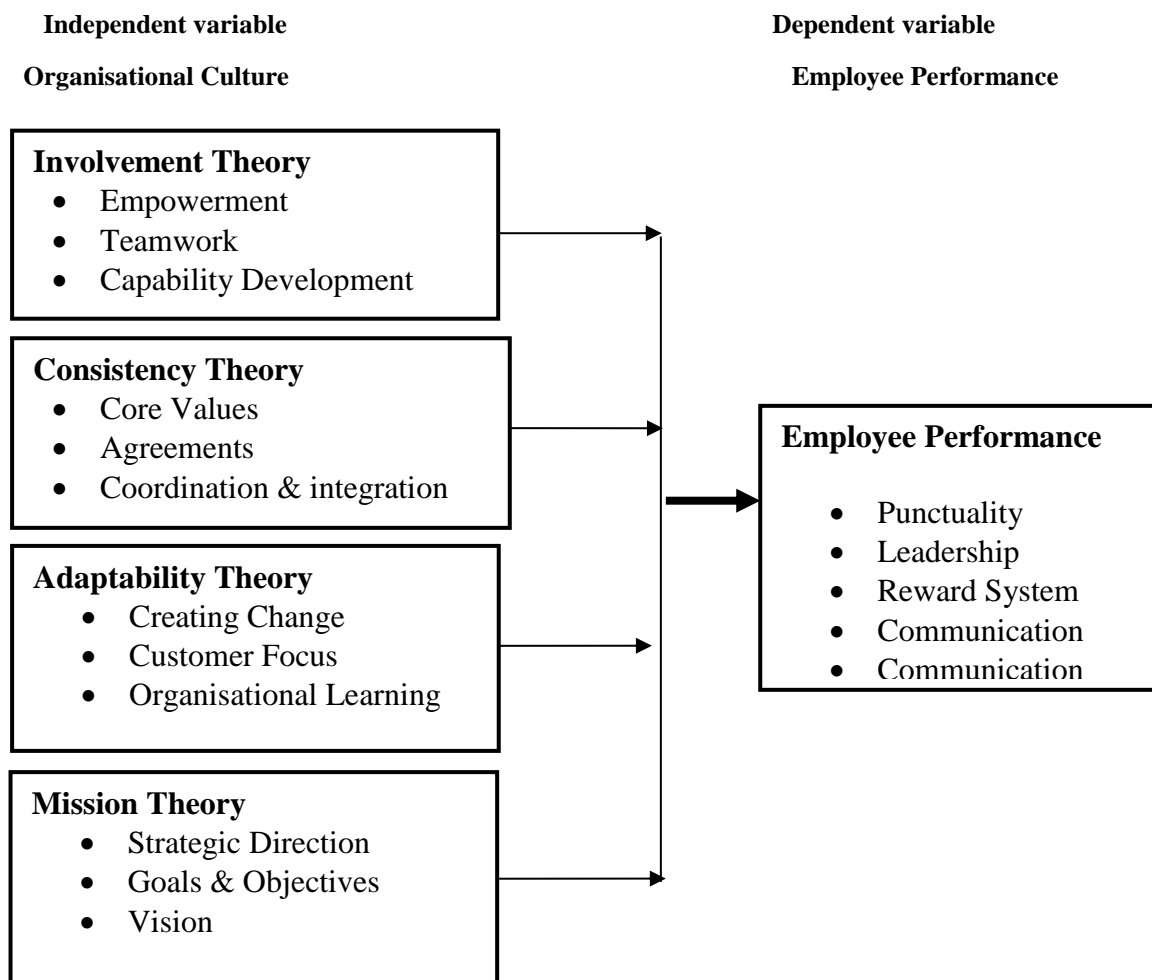 Independent variable
Dependent variable
Organisational Culture
Employee Performance
Involvement Theory
• Empowerment
• Teamwork
• Capability Development
Consistency Theory
• Core Values
• Agreements
• Coordination & integration
Adaptability Theory
• Creating Change
• Customer Focus
• Organisational Learning
Mission Theory
• Strategic Direction
• Goals & Objectives
• Vision
Employee Performance
• Punctuality
• Leadership
• Reward System
• Communication
• Communication